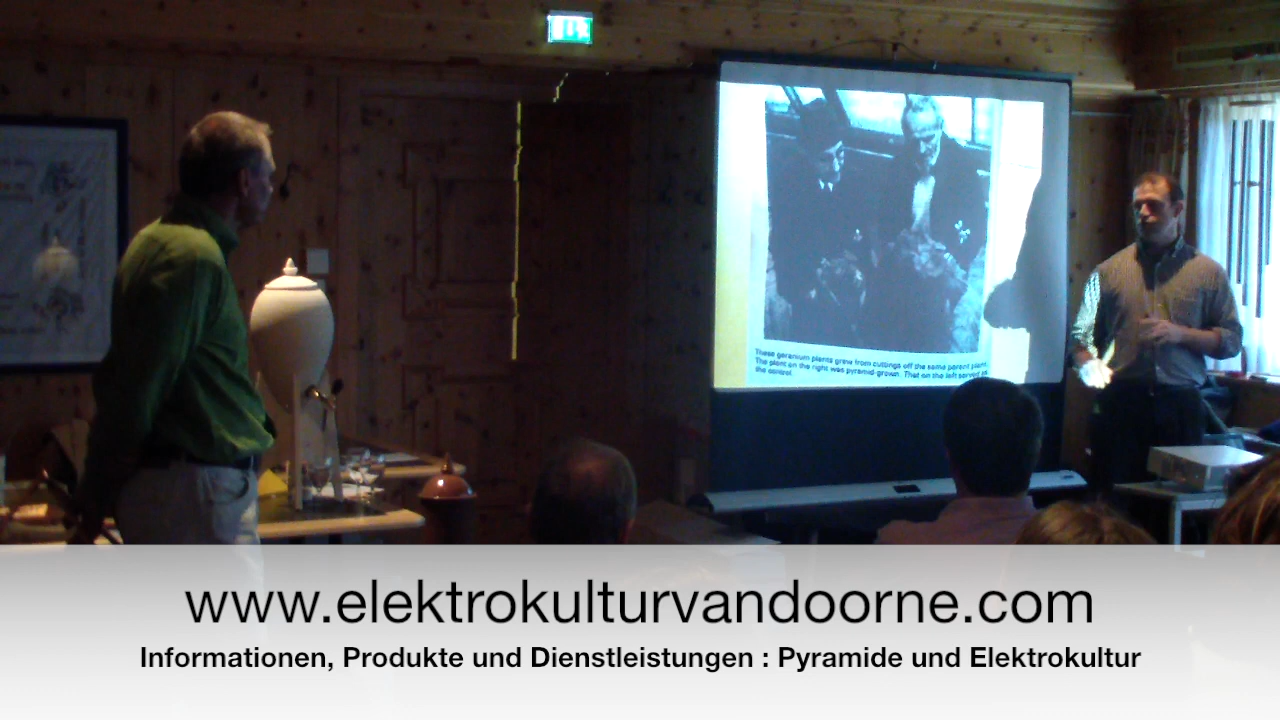 These geranium plants grew from cuttings off the same parent plant.
The plant on the right was pyramid grown. That on the left served as
the control.
www.elektrokulturvandoorne.com
Informationen, Produkte und Dienstleistungen : Pyramide und Elektrokultur